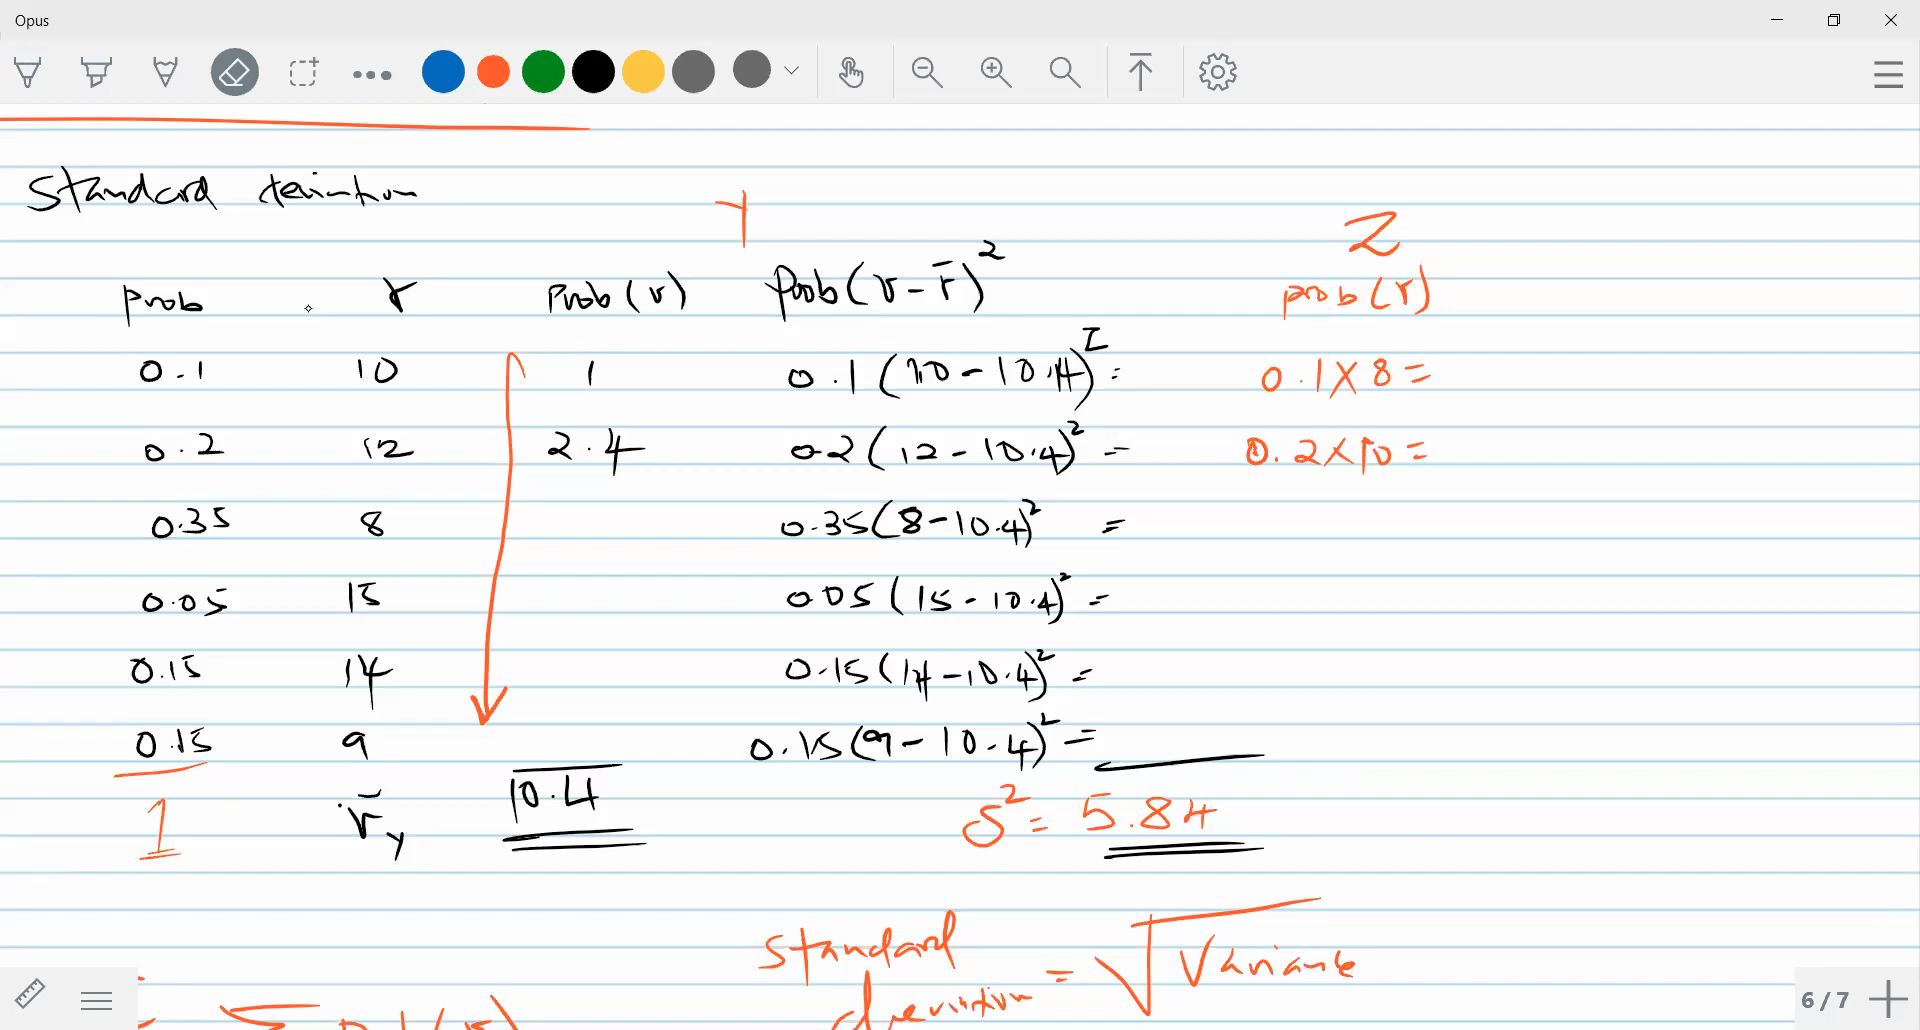 Opus
Standard deviation
Y
Z
prob r Prob(r) Prob(r - r̄)² prob(r)
0.1 10 1 0.1(10 - 10.4)² = 0.1 X 8 =
0.2 12 2.4 0.2(12 - 10.4)² = 0.2 X 10 =
0.35 8 0.35(8 - 10.4)² =
0.05 15 0.05(15 - 10.4)² =
0.15 14 0.15(14 - 10.4)² =
0.15 9 0.15(9 - 10.4)² =
1 r̄y 10.4 S² = 5.84
Standard deviation = √Variance
6 / 7